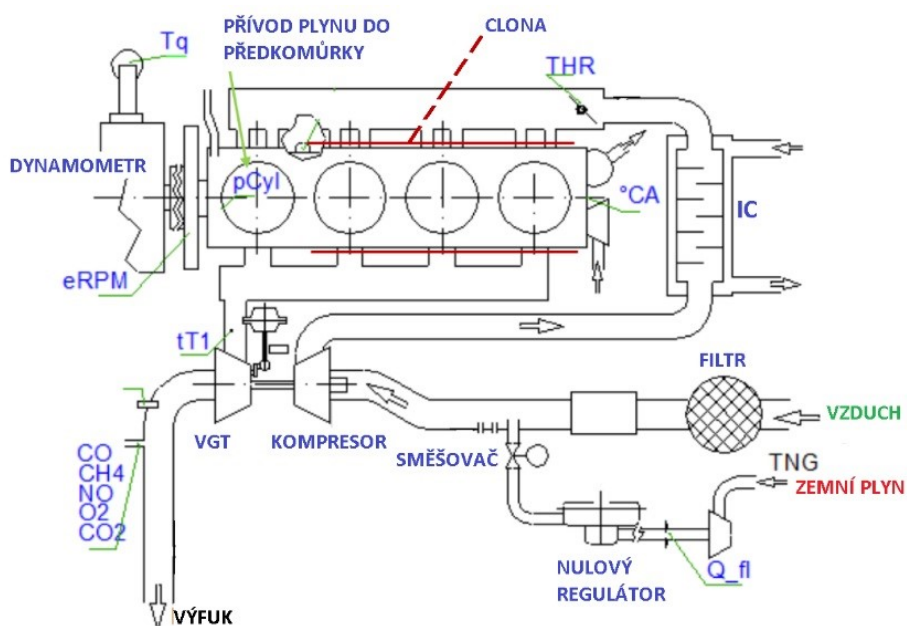 Tq
PŘÍVOD PLYNU DO
PŘEDKOMŮRKY
CLONA
THR
DYNAMOMETR
pCyl
°CA
IC
eRPM
tT1
FILTR
VZDUCH
VGT
KOMPRESOR
SMĚŠOVAČ
CO
CH4
NO
O2
CO2
TNG
ZEMNÍ PLYN
NULOVÝ
REGULÁTOR
Q_fl
VÝFUK